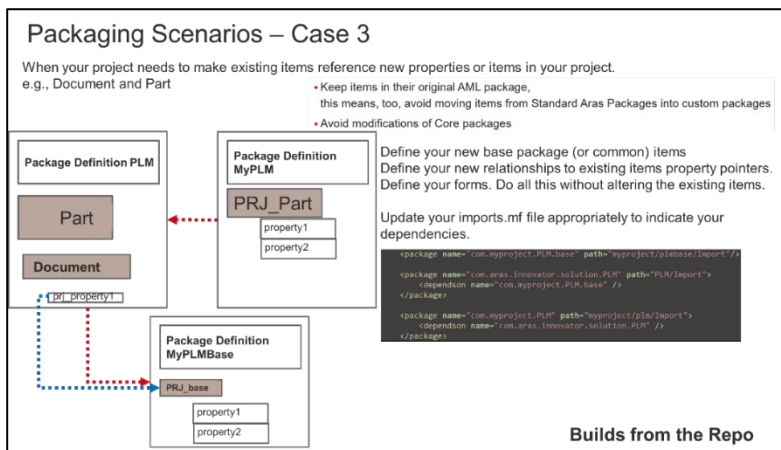 Packaging Scenarios – Case 3
When your project needs to make existing items reference new properties or items in your project.
e.g., Document and Part
▪ Keep items in their original AML package,
this means, too, avoid moving items from Standard Aras Packages into custom packages
▪ Avoid modifications of Core packages
Package Definition PLM
Part
Document
prj_property1
Package Definition
MyPLM
PRJ_Part
property1
property2
Package Definition
MyPLMBase
PRJ_base
property1
property2
Define your new base package (or common) items
Define your new relationships to existing items property pointers.
Define your forms. Do all this without altering the existing items.
Update your imports.mf file appropriately to indicate your
dependencies.
<package name="com.myproject.PLM.base" path="myproject/plmbase/Import"/>
<package name="com.aras.innovator.solution.PLM" path="PLM/Import">
<dependson name="com.myproject.PLM.base" />
</package>
<package name="com.myproject.PLM" path="myproject/plm/Import">
<dependson name="com.aras.innovator.solution.PLM" />
</package>
Builds from the Repo